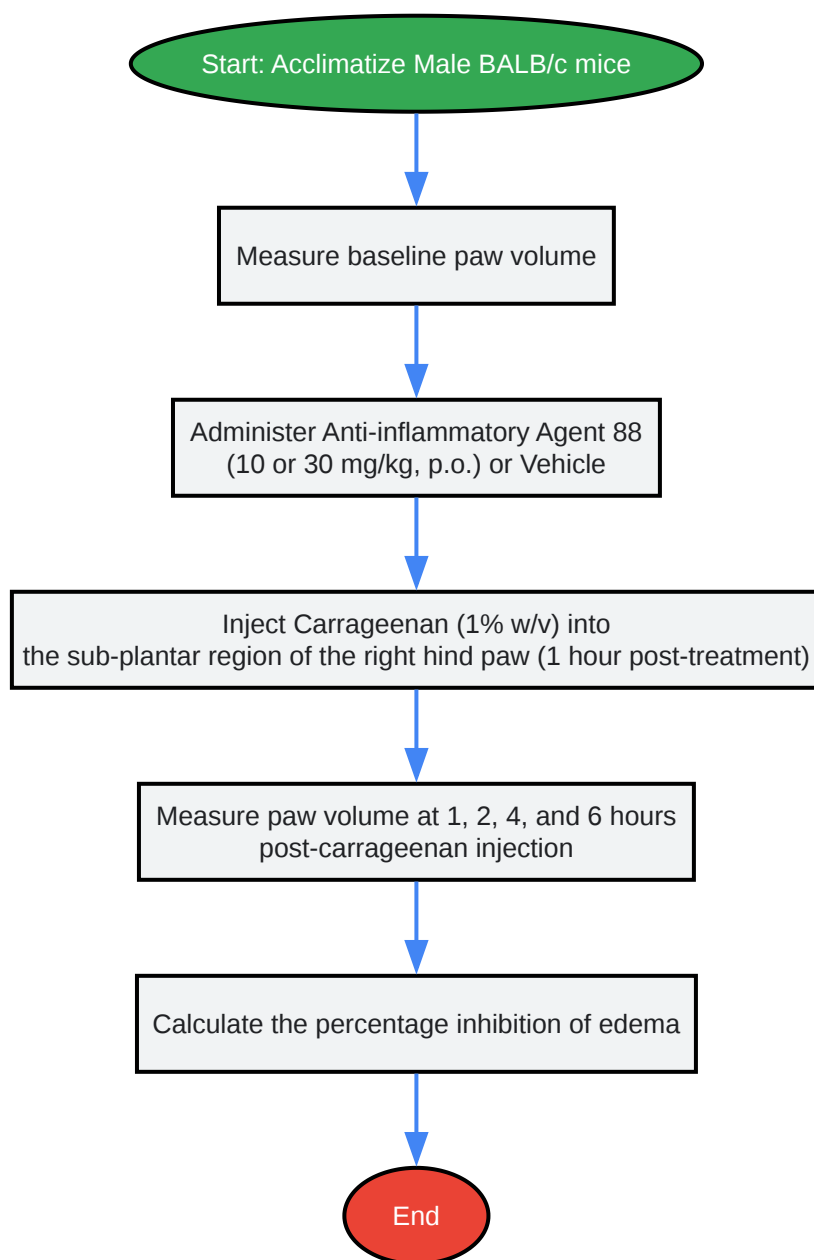 Start: Acclimatize Male BALB/c mice
Measure baseline paw volume
Administer Anti-inflammatory Agent 88
(10 or 30 mg/kg, p.o.) or Vehicle
Inject Carrageenan (1% w/v) into
the sub-plantar region of the right hind paw (1 hour post-treatment)
Measure paw volume at 1, 2, 4, and 6 hours
post-carrageenan injection
Calculate the percentage inhibition of edema
End